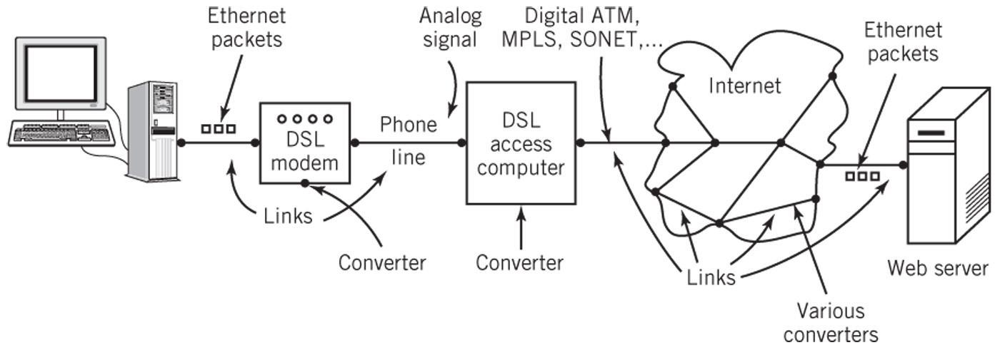 Ethernet
packets
Analog
signal
Digital ATM,
MPLS, SONET,...
Ethernet
packets
Internet
DSL
modem
Phone
line
DSL
access
computer
Links
Converter
Converter
Links
Web server
Various
converters